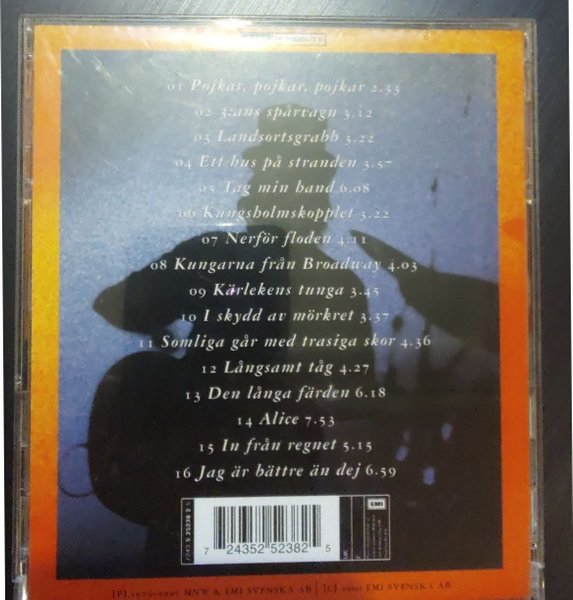 01 Pojkar, pojkar, pojkar 2.33
02 3:ans spårvagn 3.12
03 Landsortsgrabb 3.22
04 Ett hus på stranden 3.57
05 Tag min hand 6.08
06 Kungsholmskopplet 3.22
07 Nerför floden 4.11
08 Kungarna från Broadway 4.03
09 Kärlekens tunga 3.45
10 I skydd av mörkret 3.37
11 Somliga går med trasiga skor 4.36
12 Långsamt tåg 4.27
13 Den långa färden 6.18
14 Alice 7.53
15 In från regnet 5.15
16 Jag är bättre än dej 6.59
EMI
7 24352 52382 5
MNW & EMI SVENSKA AB | [C] EMI SVENSKA AB